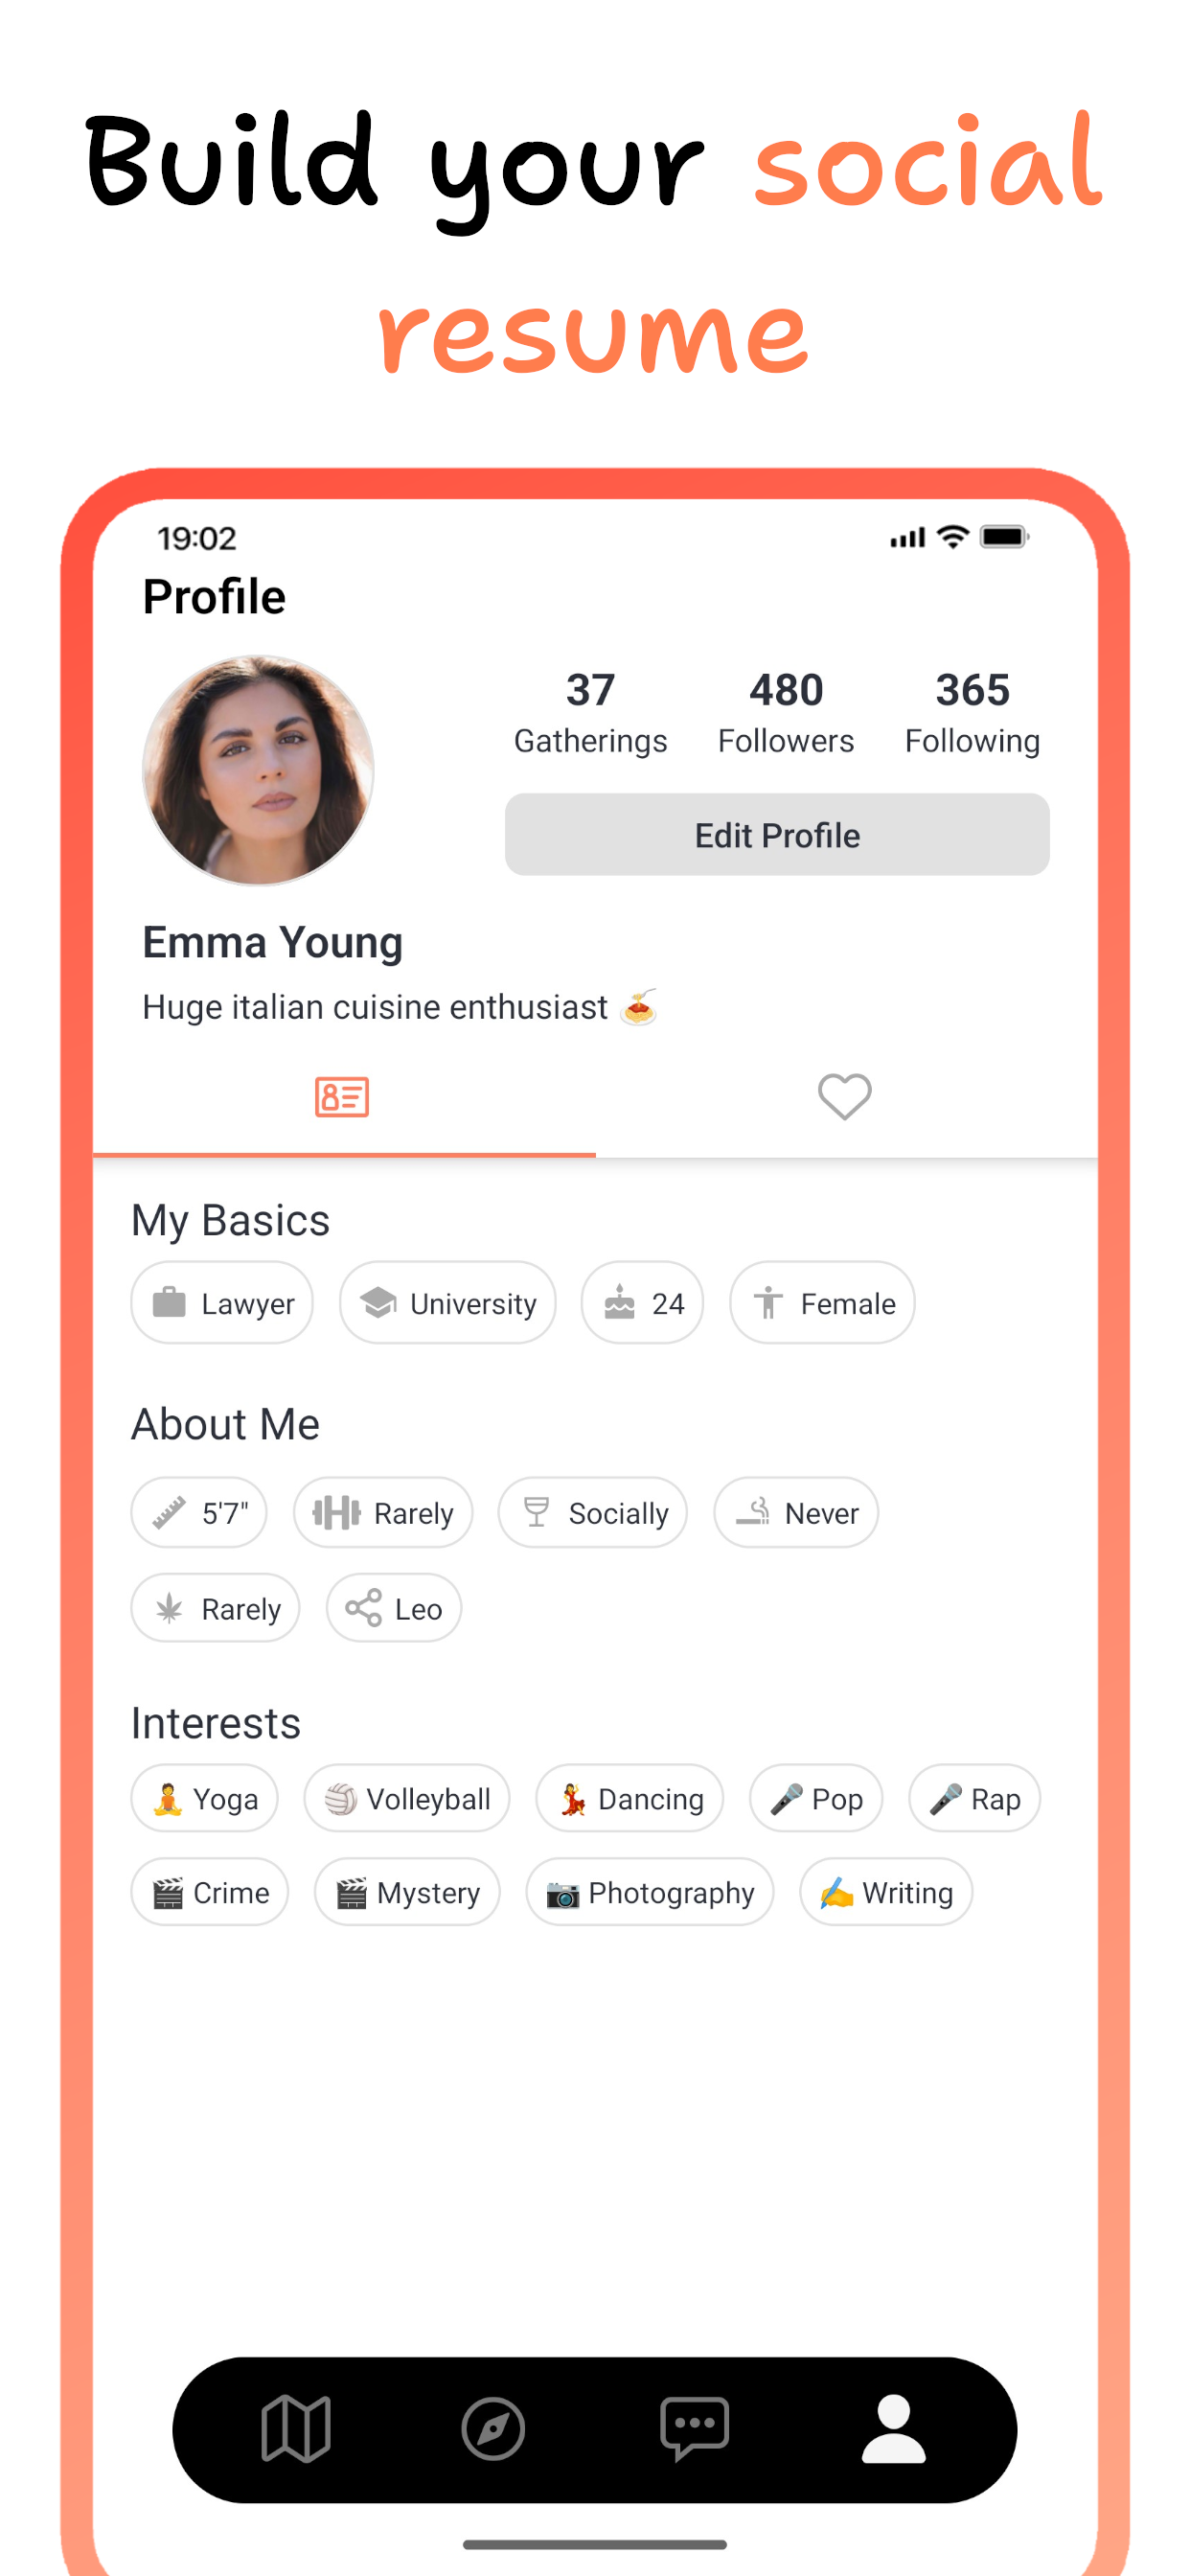 Build your social
resume
19:02
Profile
37 480 365
Gatherings Followers Following
Edit Profile
Emma Young
Huge italian cuisine enthusiast
My Basics
Lawyer University 24 Female
About Me
5'7" Rarely Socially Never
Rarely Leo
Interests
Yoga Volleyball Dancing Pop Rap
Crime Mystery Photography Writing